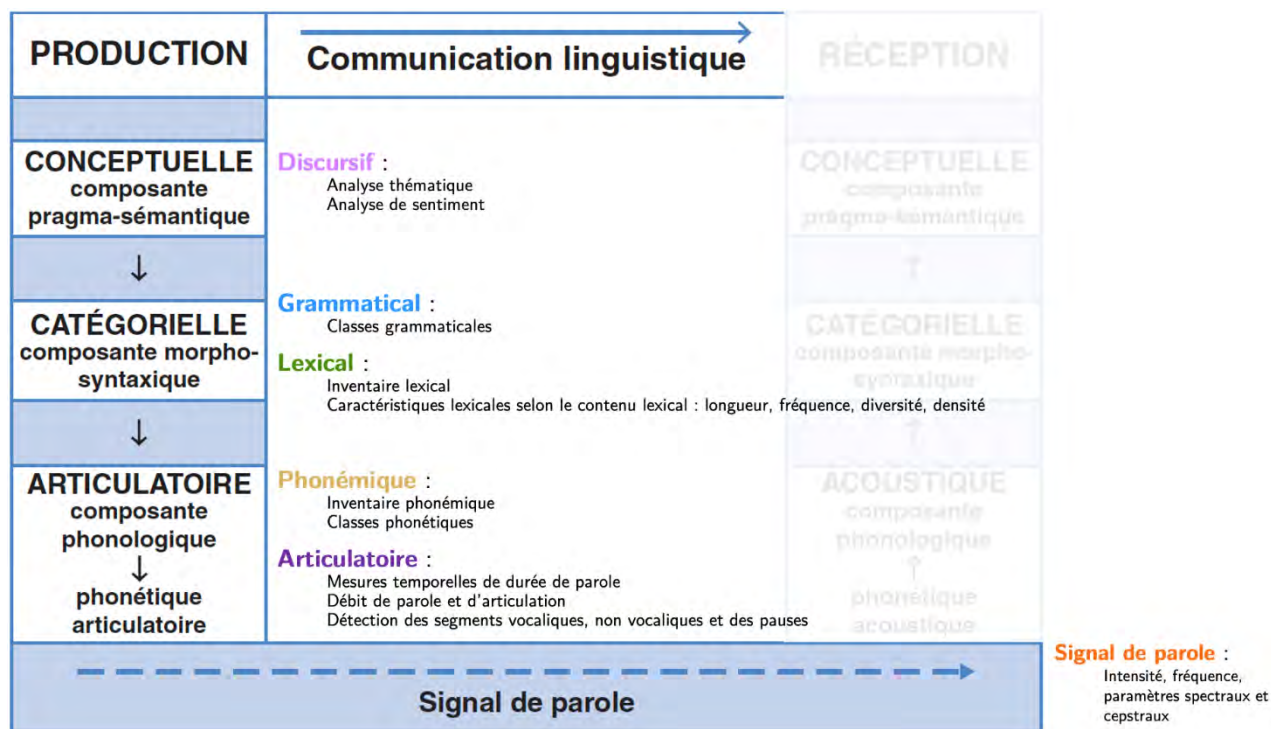 PRODUCTION
Communication linguistique
RÉCEPTION
CONCEPTUELLE
composante
pragma-sémantique
↓
CATÉGORIELLE
composante morpho-
syntaxique
↓
ARTICULATOIRE
composante
phonologique
↓
phonétique
articulatoire
Discursif :
Analyse thématique
Analyse de sentiment
Grammatical :
Classes grammaticales
Lexical :
Inventaire lexical
Caractéristiques lexicales selon le contenu lexical : longueur, fréquence, diversité, densité
Phonémique :
Inventaire phonémique
Classes phonétiques
Articulatoire :
Mesures temporelles de durée de parole
Débit de parole et d'articulation
Détection des segments vocaliques, non vocaliques et des pauses
CONCEPTUELLE
composante
pragma-sémantique
↑
CATÉGORIELLE
composante morpho-
syntaxique
↑
ACOUSTIQUE
composante
phonologique
↑
phonétique
acoustique
Signal de parole
Signal de parole :
Intensité, fréquence,
paramètres spectraux et
cepstraux